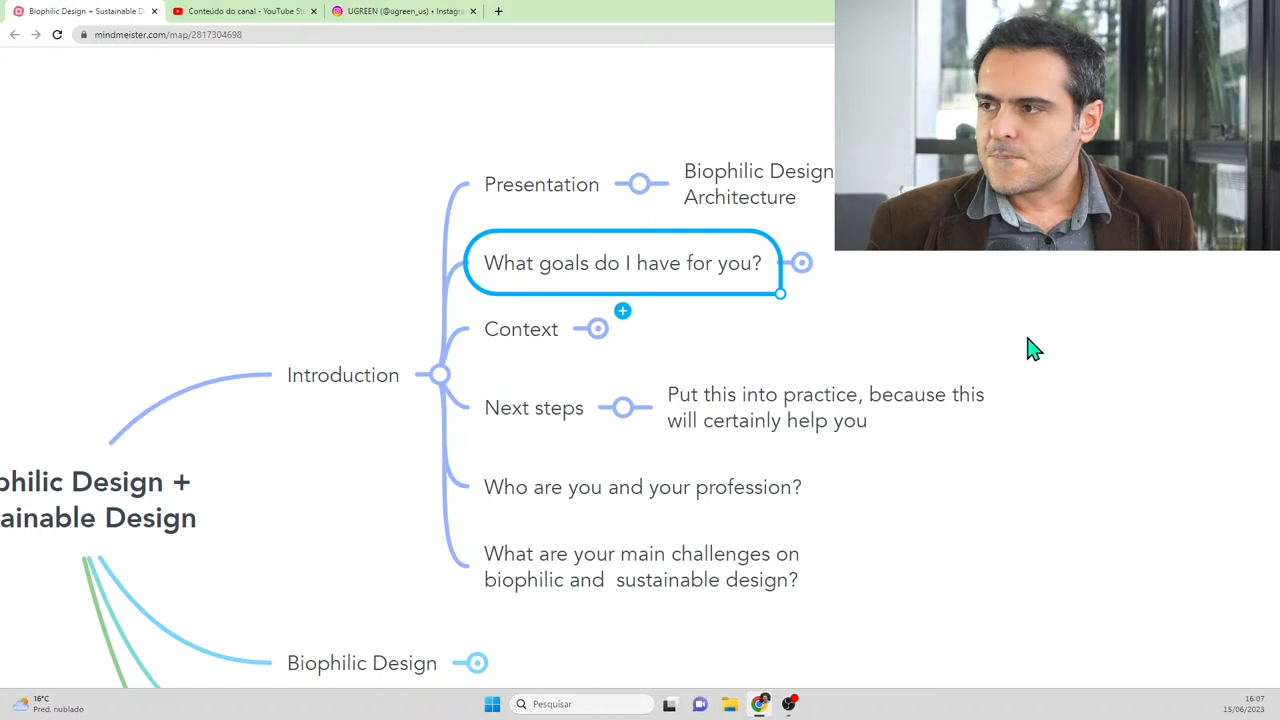 Biophilic Design + Sustainable D
Conteúdo do canal - YouTube St
UGREEN (@ugreen_us) • Instagra
mindmeister.com/map/2817304698
Presentation
Biophilic Design
Architecture
What goals do I have for you?
Context
Introduction
Next steps
Put this into practice, because this
will certainly help you
philic Design +
ainable Design
Who are you and your profession?
What are your main challenges on
biophilic and sustainable design?
Biophilic Design
16°C
Pred. nublado
Pesquisar
16:07
15/06/2023